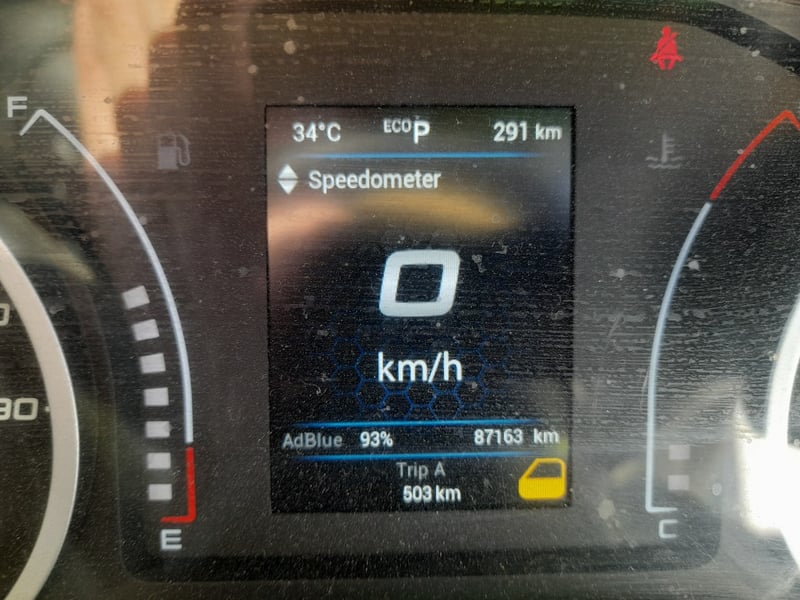 F
34°C ECO P 291 km
Speedometer
0
km/h
AdBlue 93% 87163 km
Trip A
503 km
E
C